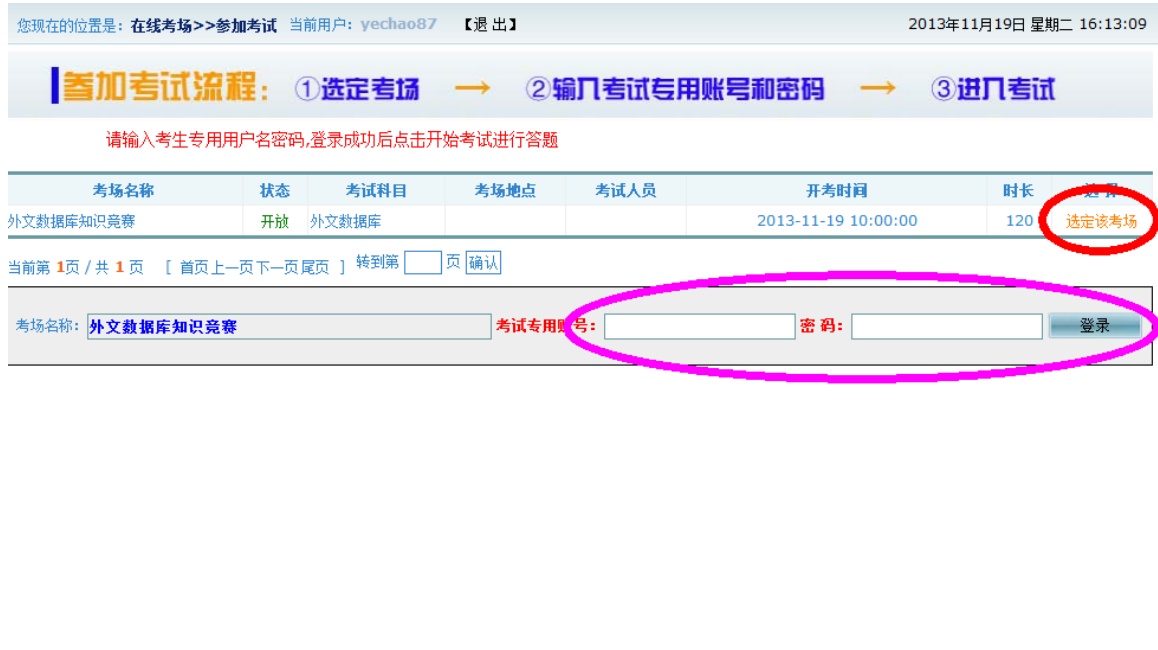 您现在的位置是: 在线考场>>参加考试 当前用户: yechao87 【退 出】 2013年11月19日 星期二 16:13:09
参加考试流程: ①选定考场 → ②输入考试专用账号和密码 → ③进入考试
请输入考生专用用户名密码,登录成功后点击开始考试进行答题
考场名称 状态 考试科目 考场地点 考试人员 开考时间 时长
外文数据库知识竞赛 开放 外文数据库 2013-11-19 10:00:00 120 选定该考场
当前第 1页 / 共 1 页 [ 首页 上一页 下一页 尾页 ] 转到第 页 确认
考场名称: 外文数据库知识竞赛 考试专用账号: 密 码: 登录